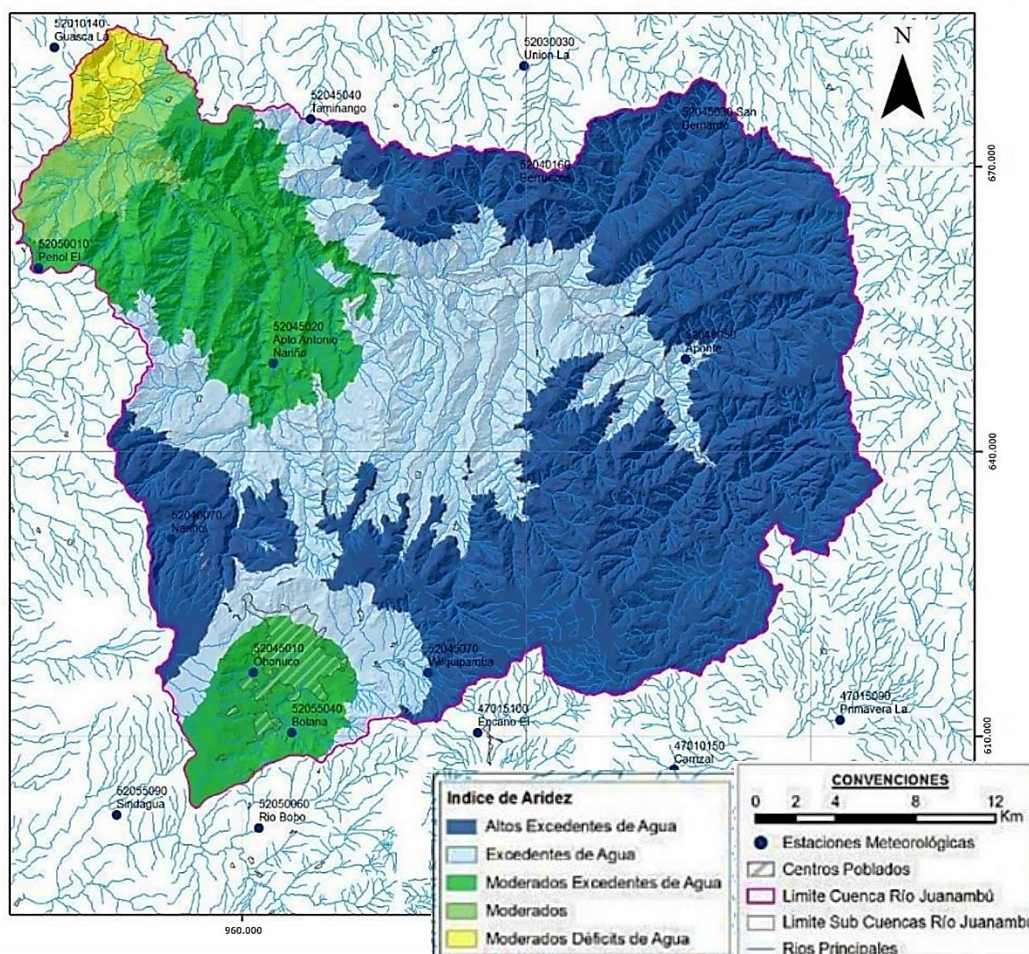 52010140
Guasca La
52030030
Union La
N
52045040
Taminango
52045030 San
Bernardo
52040160
670.000
52050010
Penol El
52045020
Apto Antonio
Nariño
Aponte
640.000
52040070
Nariño
52045010
Obonuco
52045070
Wilquipamba
52055040
Botana
47015100
Encano El
47015090
Primavera La
610.000
47010150
Carrizal
52055090
Sindagua
52050060
Rio Bobo
960.000
Indice de Aridez
Altos Excedentes de Agua
Excedentes de Agua
Moderados Excedentes de Agua
Moderados
Moderados Déficits de Agua
CONVENCIONES
0 2 4 8 12
Km
Estaciones Meteorológicas
Centros Poblados
Limite Cuenca Río Juanambú
Limite Sub Cuencas Río Juanambú
Rios Principales